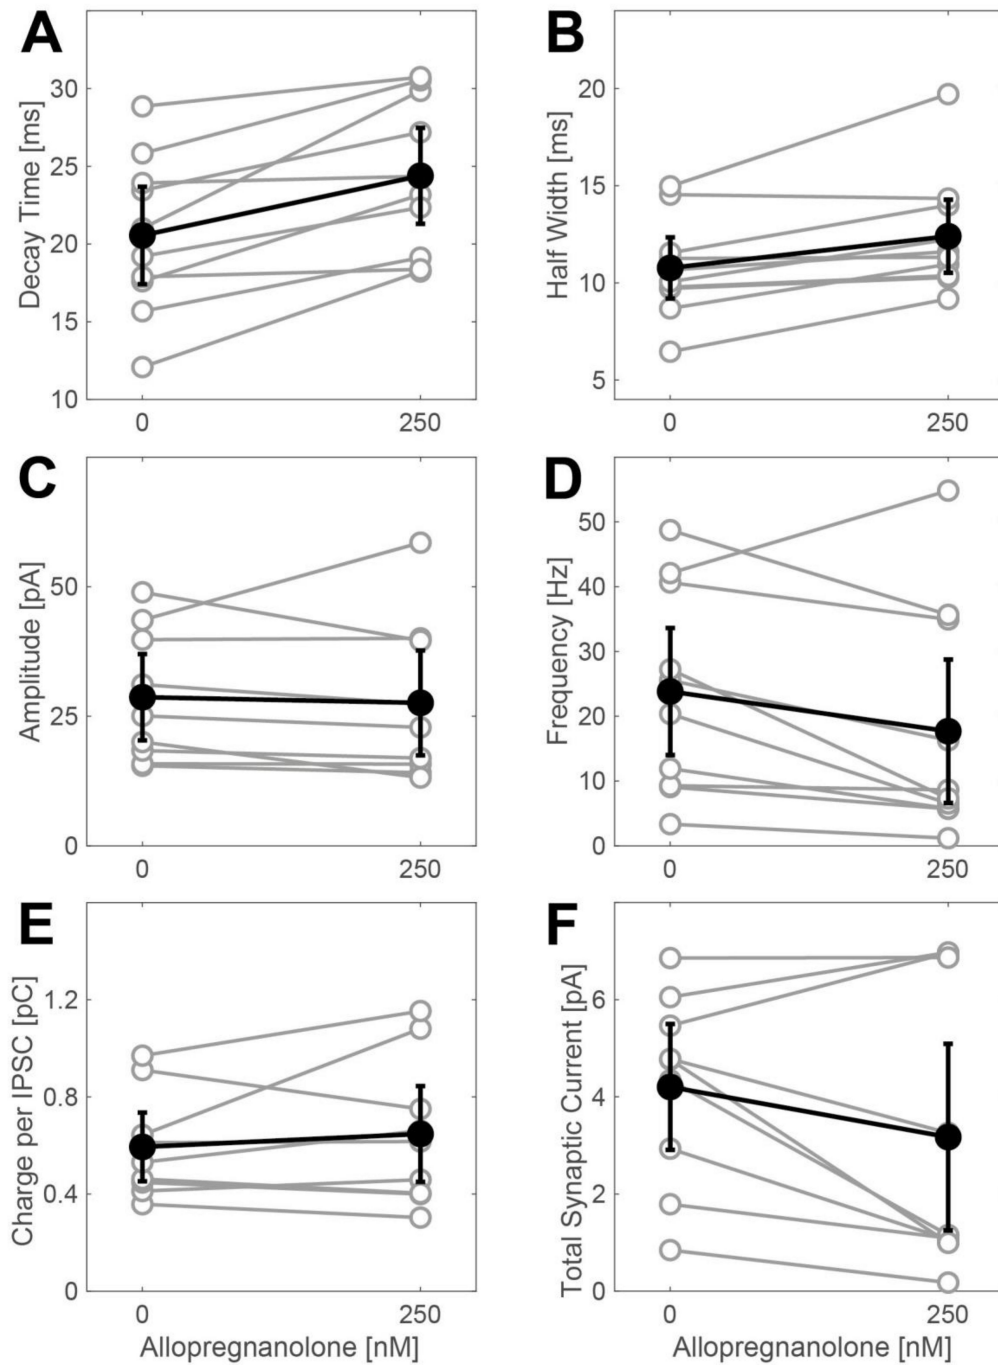 A
Decay Time [ms]
30
25
20
15
10
0
250
B
Half Width [ms]
20
15
10
5
0
250
C
Amplitude [pA]
50
25
0
0
250
D
Frequency [Hz]
50
40
30
20
10
0
0
250
E
Charge per IPSC [pC]
1.2
0.8
0.4
0
0
250
Allopregnanolone [nM]
F
Total Synaptic Current [pA]
6
4
2
0
0
250
Allopregnanolone [nM]